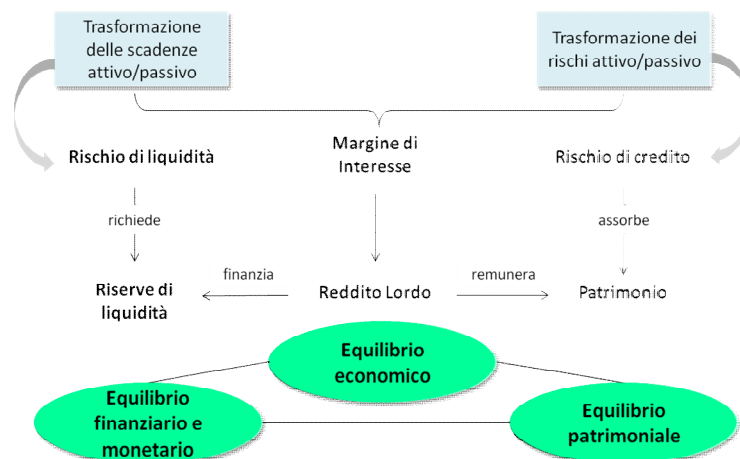 Trasformazione
delle scadenze
attivo/passivo
Trasformazione dei
rischi attivo/passivo
Rischio di liquidità
Margine di
Interesse
Rischio di credito
richiede
assorbe
Riserve di
liquidità
finanzia
Reddito Lordo
remunera
Patrimonio
Equilibrio
economico
Equilibrio
finanziario e
monetario
Equilibrio
patrimoniale